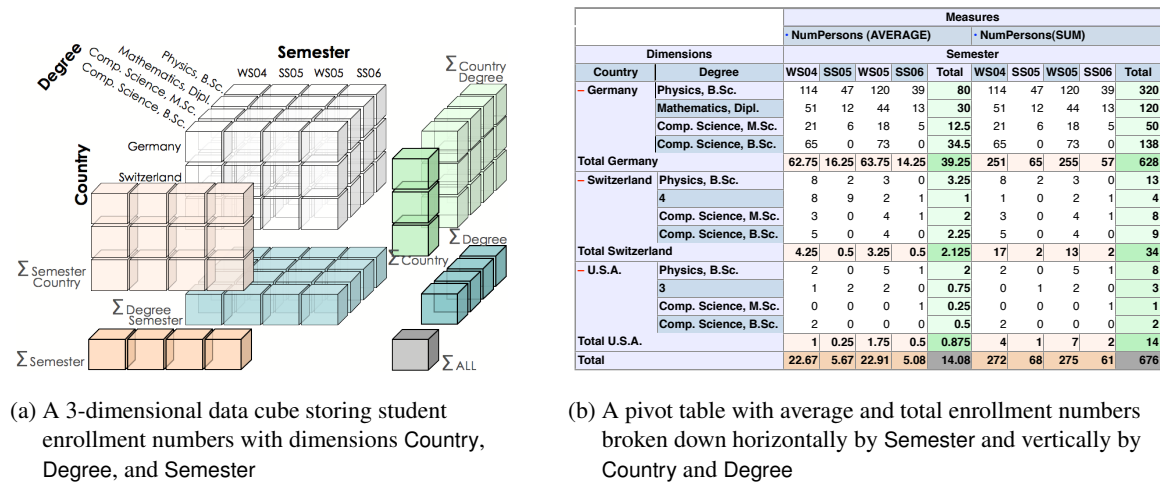 Degree
Physics, B.Sc.
Mathematics, Dipl.
Comp. Science, M.Sc.
Comp. Science, B.Sc.
Semester
WS04 SS05 WS05 SS06
Country
Germany
Switzerland
Σ Country Degree
Σ Degree
Σ Country
Σ Semester Country
Σ Degree Semester
Σ Semester
Σ ALL
(a) A 3-dimensional data cube storing student
enrollment numbers with dimensions Country,
Degree, and Semester
Measures
NumPersons (AVERAGE) NumPersons(SUM)
Dimensions Semester
Country Degree WS04 SS05 WS05 SS06 Total WS04 SS05 WS05 SS06 Total
– Germany Physics, B.Sc. 114 47 120 39 80 114 47 120 39 320
Mathematics, Dipl. 51 12 44 13 30 51 12 44 13 120
Comp. Science, M.Sc. 21 6 18 5 12.5 21 6 18 5 50
Comp. Science, B.Sc. 65 0 73 0 34.5 65 0 73 0 138
Total Germany 62.75 16.25 63.75 14.25 39.25 251 65 255 57 628
– Switzerland Physics, B.Sc. 8 2 3 0 3.25 8 2 3 0 13
4 8 9 2 1 1 1 0 2 1 4
Comp. Science, M.Sc. 3 0 4 1 2 3 0 4 1 8
Comp. Science, B.Sc. 5 0 4 0 2.25 5 0 4 0 9
Total Switzerland 4.25 0.5 3.25 0.5 2.125 17 2 13 2 34
– U.S.A. Physics, B.Sc. 2 0 5 1 2 2 0 5 1 8
3 1 2 2 0 0.75 0 1 2 0 3
Comp. Science, M.Sc. 0 0 0 1 0.25 0 0 0 1 1
Comp. Science, B.Sc. 2 0 0 0 0.5 2 0 0 0 2
Total U.S.A. 1 0.25 1.75 0.5 0.875 4 1 7 2 14
Total 22.67 5.67 22.91 5.08 14.08 272 68 275 61 676
(b) A pivot table with average and total enrollment numbers
broken down horizontally by Semester and vertically by
Country and Degree